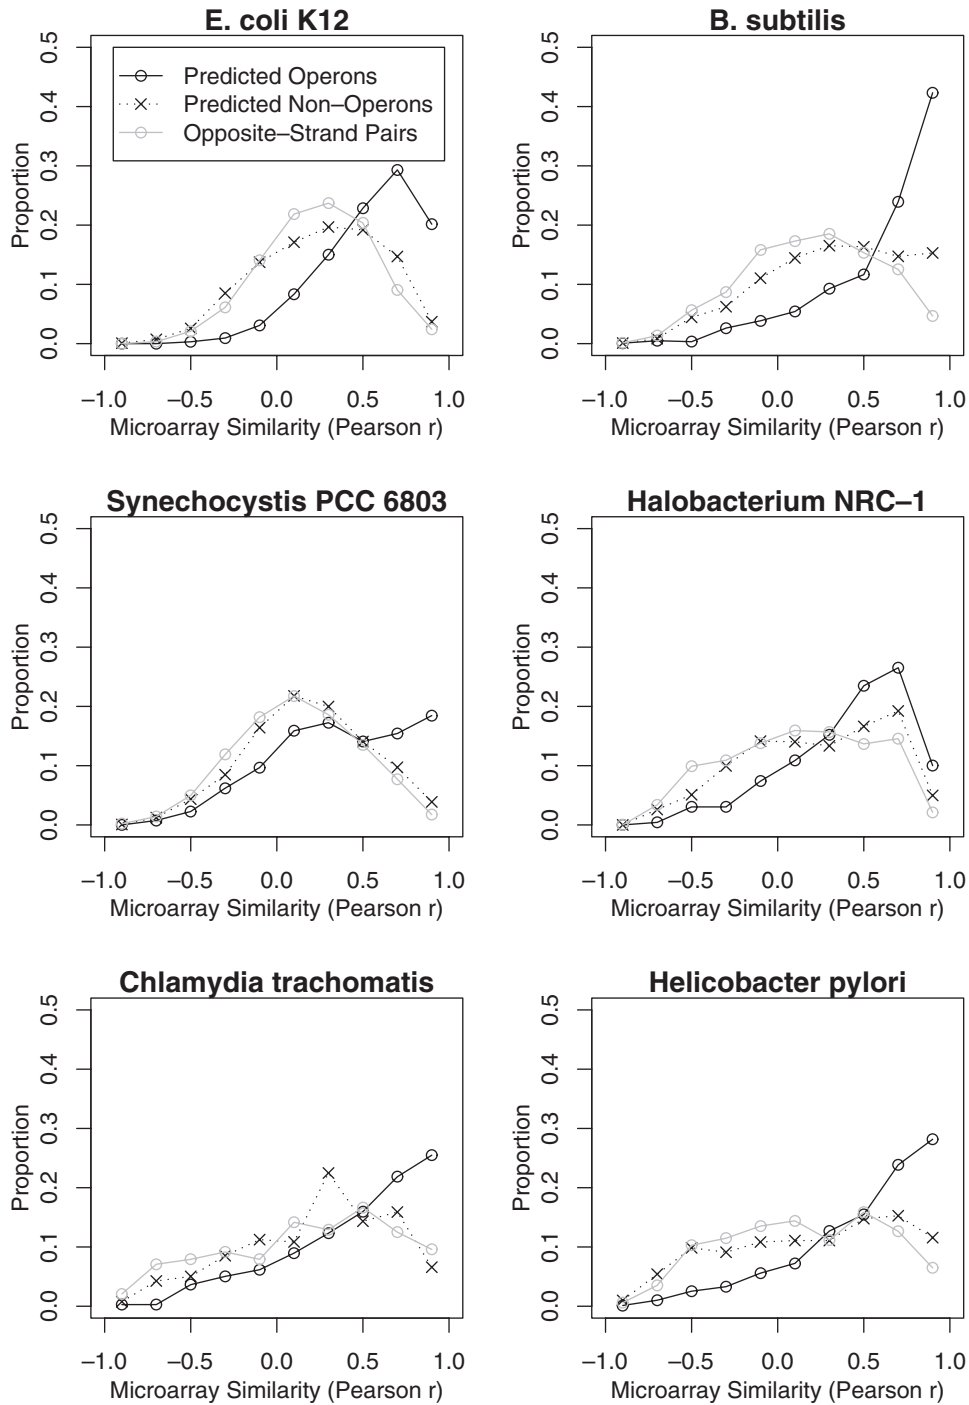 E. coli K12
Predicted Operons
Predicted Non–Operons
Opposite–Strand Pairs
Proportion
0.0 0.1 0.2 0.3 0.4 0.5
–1.0 –0.5 0.0 0.5 1.0
Microarray Similarity (Pearson r)
B. subtilis
Proportion
0.0 0.1 0.2 0.3 0.4 0.5
–1.0 –0.5 0.0 0.5 1.0
Microarray Similarity (Pearson r)
Synechocystis PCC 6803
Proportion
0.0 0.1 0.2 0.3 0.4 0.5
–1.0 –0.5 0.0 0.5 1.0
Microarray Similarity (Pearson r)
Halobacterium NRC–1
Proportion
0.0 0.1 0.2 0.3 0.4 0.5
–1.0 –0.5 0.0 0.5 1.0
Microarray Similarity (Pearson r)
Chlamydia trachomatis
Proportion
0.0 0.1 0.2 0.3 0.4 0.5
–1.0 –0.5 0.0 0.5 1.0
Microarray Similarity (Pearson r)
Helicobacter pylori
Proportion
0.0 0.1 0.2 0.3 0.4 0.5
–1.0 –0.5 0.0 0.5 1.0
Microarray Similarity (Pearson r)